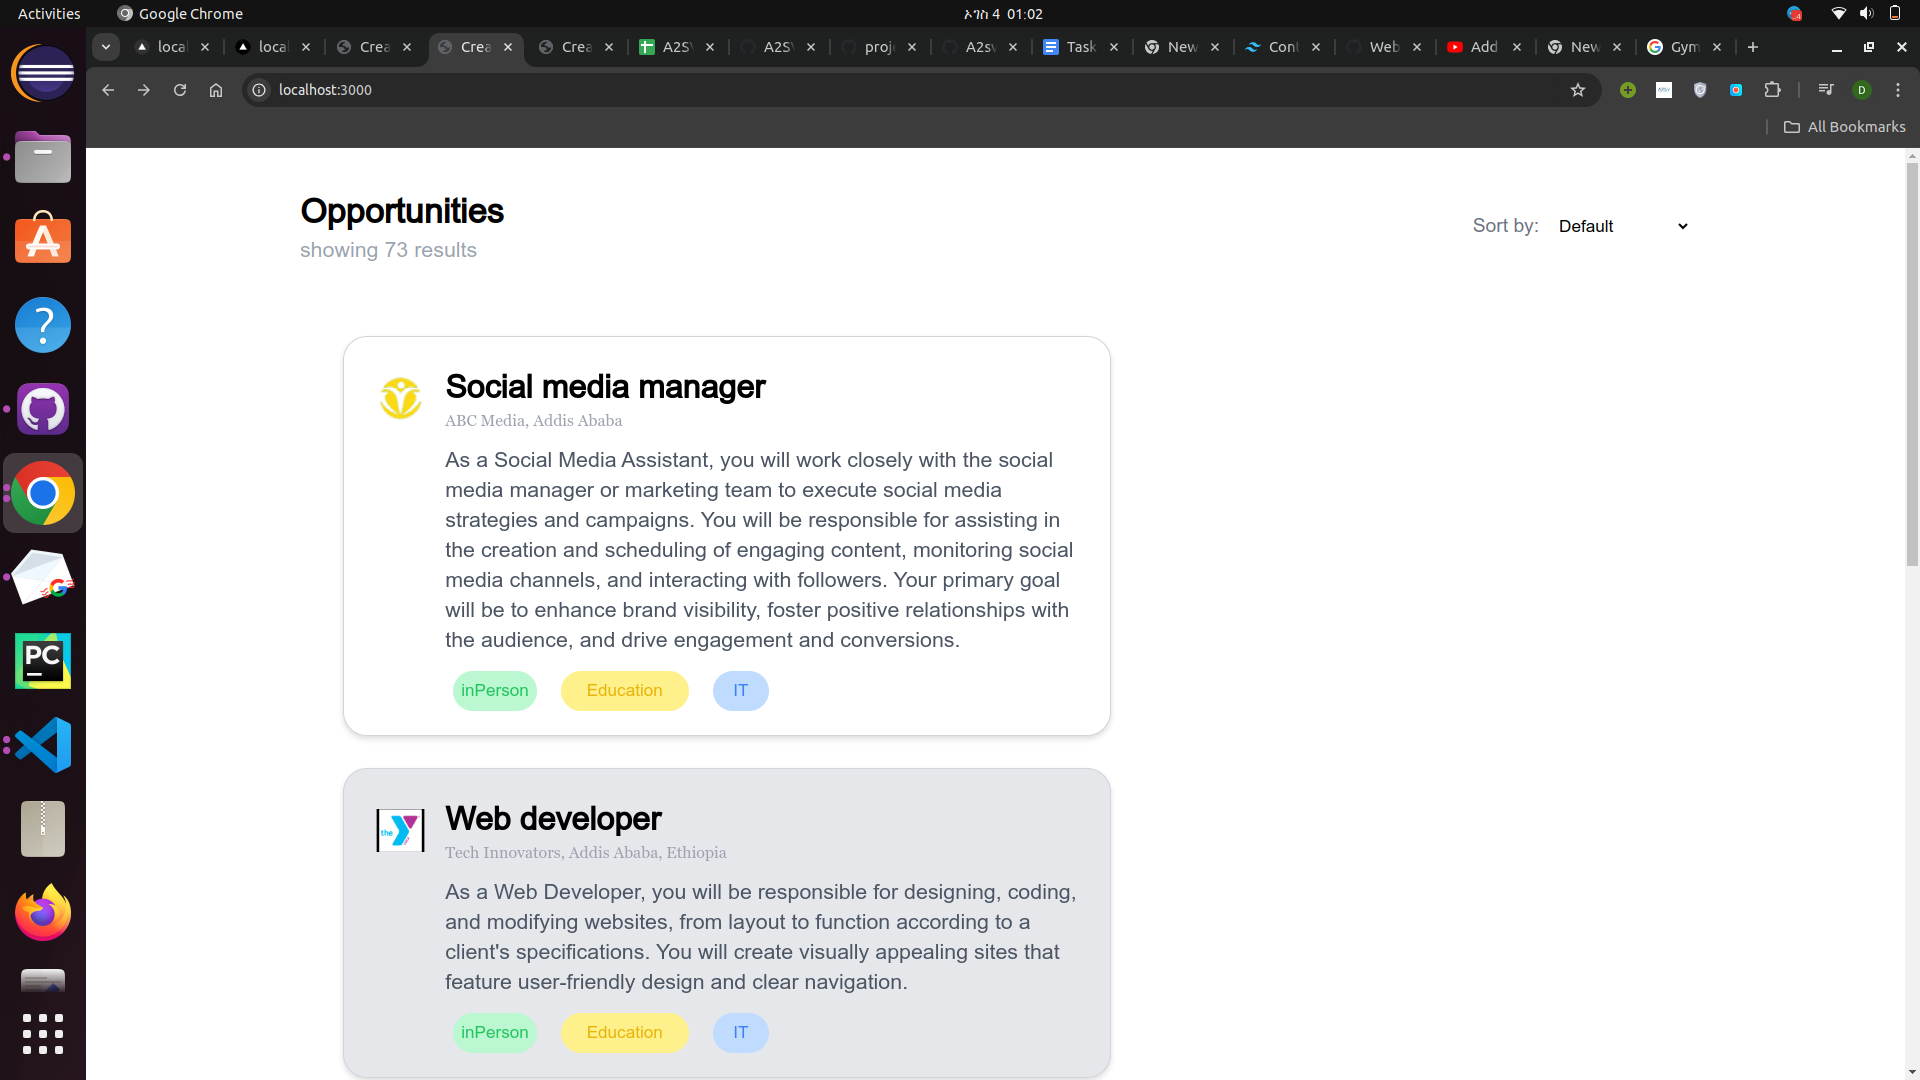 Activities
Google Chrome
ኦገስ 4 01:02
local
local
Crea
Crea
Crea
A2SV
A2SV
proj
A2sv
Task
New
Cont
Web
Add
New
Gym
localhost:3000
D
All Bookmarks
Opportunities
showing 73 results
Sort by:
Default
Social media manager
ABC Media, Addis Ababa
As a Social Media Assistant, you will work closely with the social
media manager or marketing team to execute social media
strategies and campaigns. You will be responsible for assisting in
the creation and scheduling of engaging content, monitoring social
media channels, and interacting with followers. Your primary goal
will be to enhance brand visibility, foster positive relationships with
the audience, and drive engagement and conversions.
inPerson
Education
IT
the
Web developer
Tech Innovators, Addis Ababa, Ethiopia
As a Web Developer, you will be responsible for designing, coding,
and modifying websites, from layout to function according to a
client's specifications. You will create visually appealing sites that
feature user-friendly design and clear navigation.
inPerson
Education
IT
PC